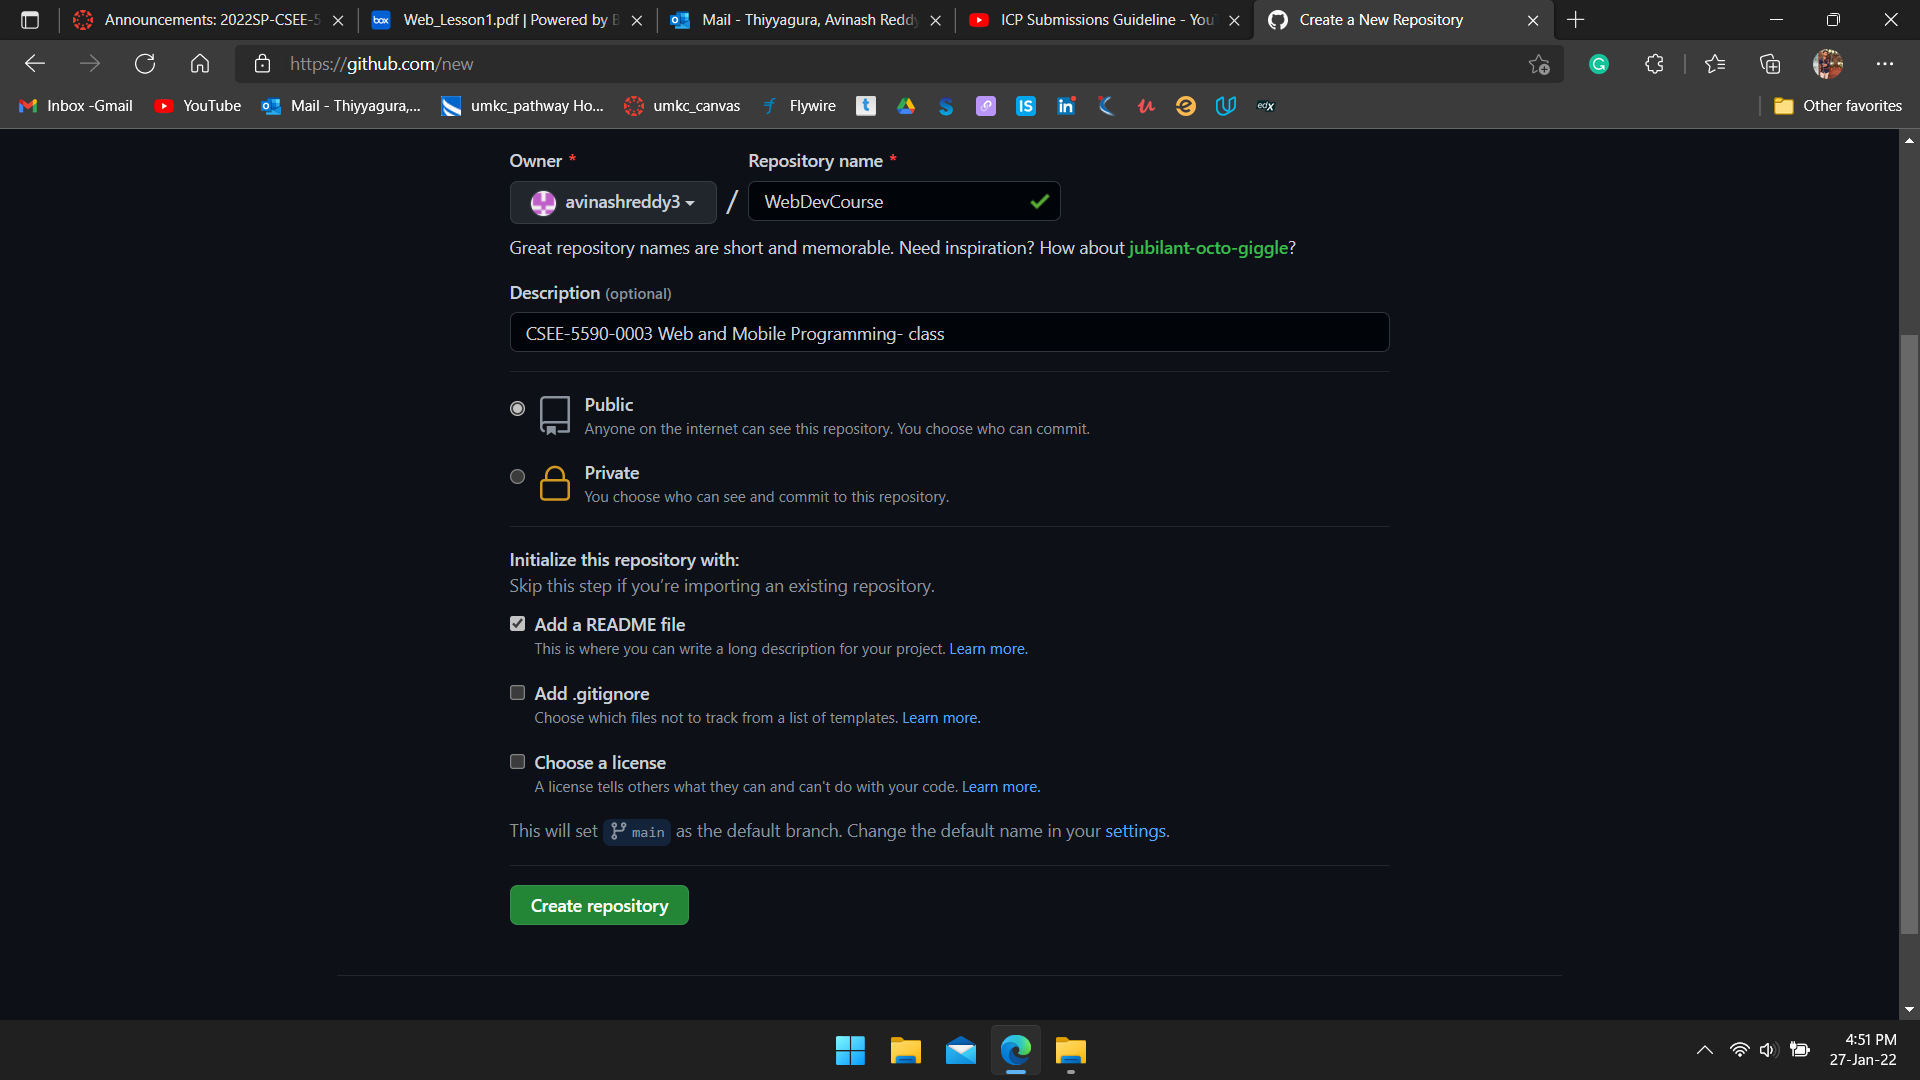 Announcements: 2022SP-CSEE-5
Web_Lesson1.pdf | Powered by B
Mail - Thiyyagura, Avinash Reddy
ICP Submissions Guideline - You
Create a New Repository
https://github.com/new
Inbox -Gmail
YouTube
Mail - Thiyyagura,...
umkc_pathway Ho...
umkc_canvas
Flywire
Other favorites
Owner *
Repository name *
avinashreddy3
/
WebDevCourse
Great repository names are short and memorable. Need inspiration? How about jubilant-octo-giggle?
Description (optional)
CSEE-5590-0003 Web and Mobile Programming- class
Public
Anyone on the internet can see this repository. You choose who can commit.
Private
You choose who can see and commit to this repository.
Initialize this repository with:
Skip this step if you’re importing an existing repository.
Add a README file
This is where you can write a long description for your project. Learn more.
Add .gitignore
Choose which files not to track from a list of templates. Learn more.
Choose a license
A license tells others what they can and can't do with your code. Learn more.
This will set main as the default branch. Change the default name in your settings.
Create repository
4:51 PM
27-Jan-22